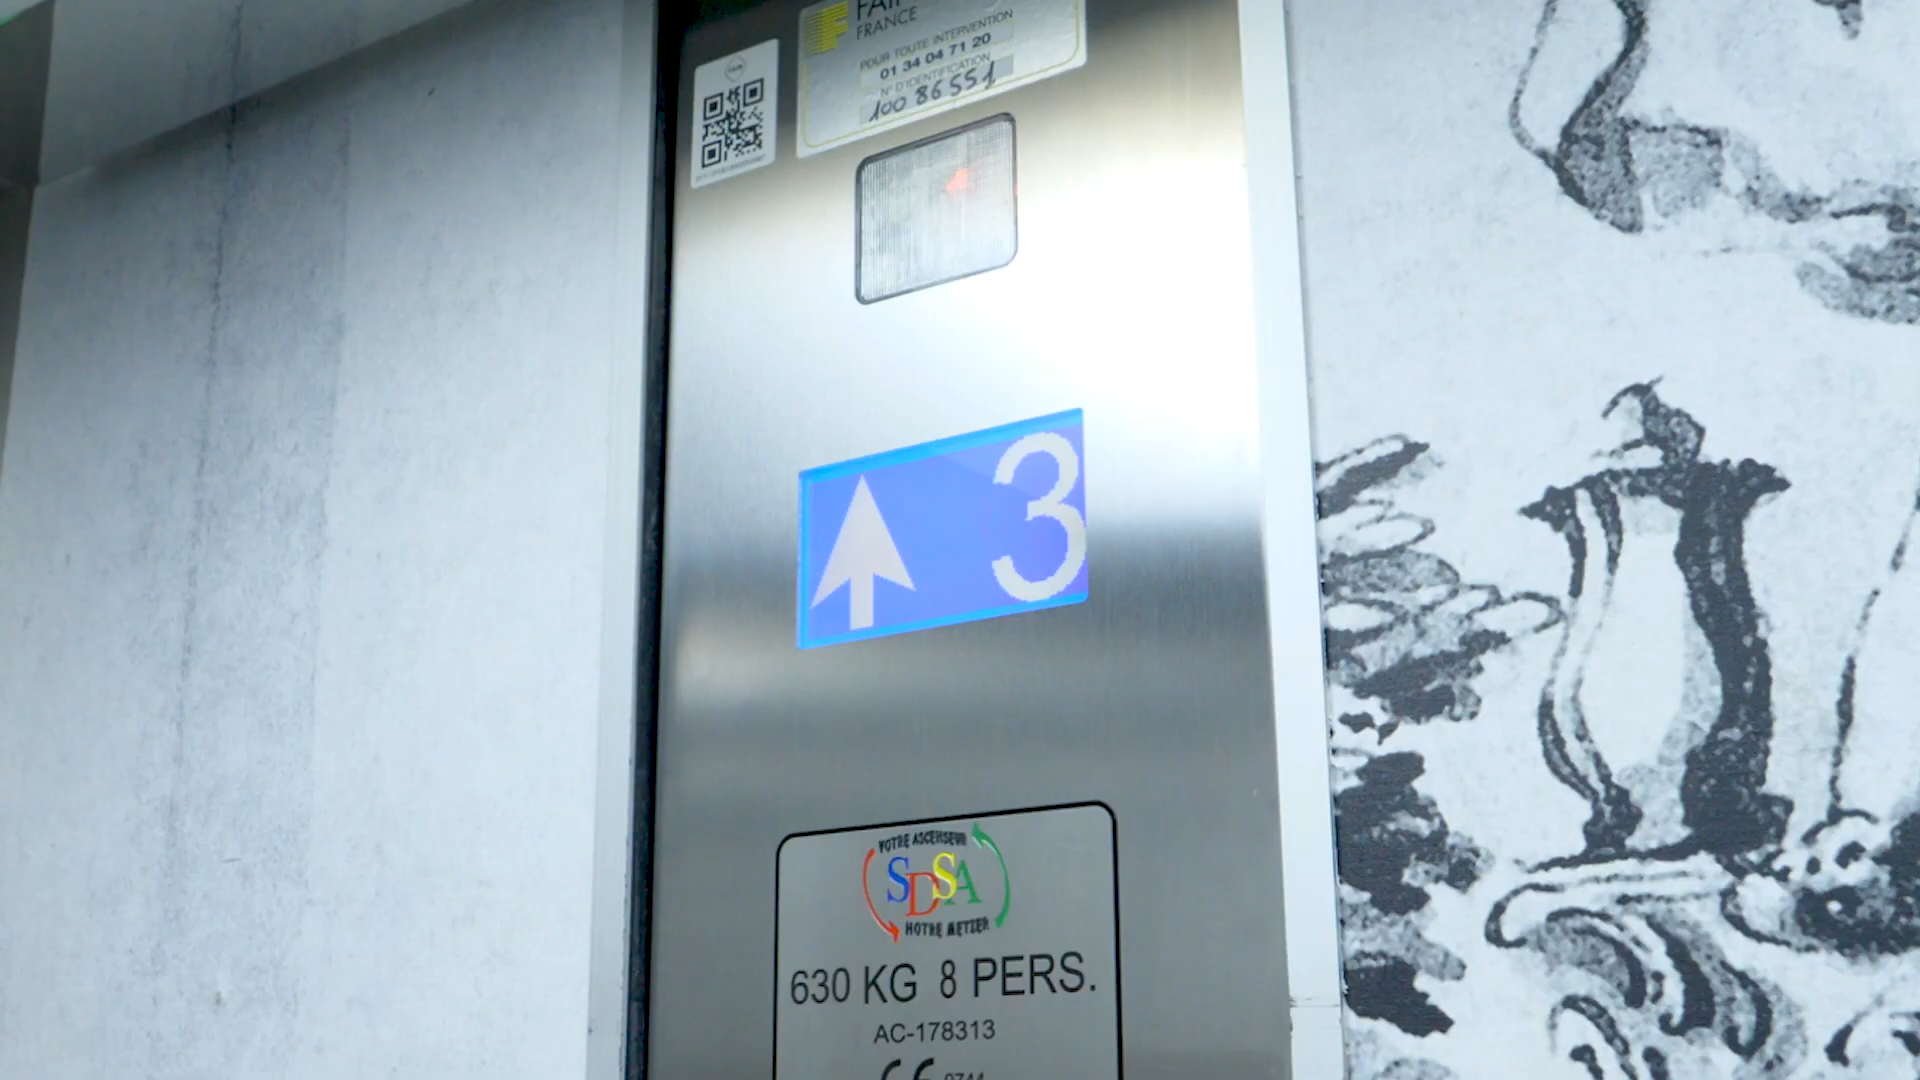 FRANCE
POUR TOUTE INTERVENTION
01 34 04 71 20
N° D'IDENTIFICATION
100 86551
3
VOTRE ASCENSEUR
SDSA
NOTRE METIER
630 KG 8 PERS.
AC-178313
CE